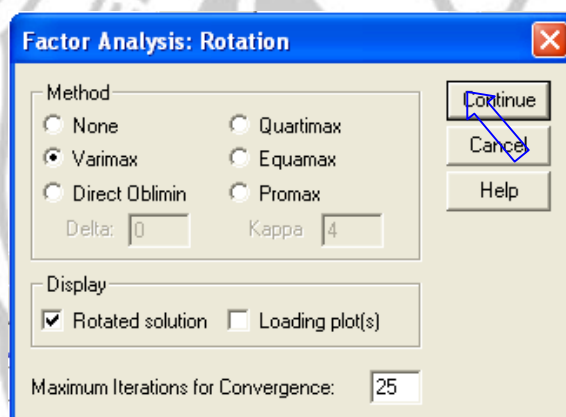 Factor Analysis: Rotation
Method
None
Quartimax
Varimax
Equamax
Direct Oblimin
Promax
Delta: 0
Kappa 4
Display
Rotated solution
Loading plot(s)
Maximum Iterations for Convergence: 25
Continue
Cancel
Help